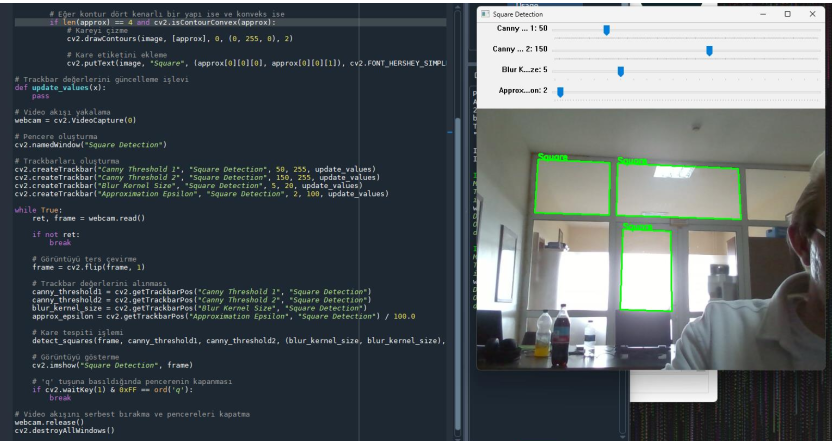 # Eğer kontur dört kenarlı bir yapı ise ve konveks ise
if len(approx) == 4 and cv2.isContourConvex(approx):
# Kareyi çizme
cv2.drawContours(image, [approx], 0, (0, 255, 0), 2)
# Kare etiketini ekleme
cv2.putText(image, "Square", (approx[0][0][0], approx[0][0][1]), cv2.FONT_HERSHEY_SIMPL
# Trackbar değerlerini güncelleme işlevi
def update_values(x):
pass
# Video akışı yakalama
webcam = cv2.VideoCapture(0)
# Pencere oluşturma
cv2.namedWindow("Square Detection")
# Trackbarları oluşturma
cv2.createTrackbar("Canny Threshold 1", "Square Detection", 50, 255, update_values)
cv2.createTrackbar("Canny Threshold 2", "Square Detection", 150, 255, update_values)
cv2.createTrackbar("Blur Kernel Size", "Square Detection", 5, 20, update_values)
cv2.createTrackbar("Approximation Epsilon", "Square Detection", 2, 100, update_values)
while True:
ret, frame = webcam.read()
if not ret:
break
# Görüntüyü ters çevirme
frame = cv2.flip(frame, 1)
# Trackbar değerlerini alınması
canny_threshold1 = cv2.getTrackbarPos("Canny Threshold 1", "Square Detection")
canny_threshold2 = cv2.getTrackbarPos("Canny Threshold 2", "Square Detection")
blur_kernel_size = cv2.getTrackbarPos("Blur Kernel Size", "Square Detection")
approx_epsilon = cv2.getTrackbarPos("Approximation Epsilon", "Square Detection") / 100.0
# Kare tespiti işlemi
detect_squares(frame, canny_threshold1, canny_threshold2, (blur_kernel_size, blur_kernel_size),
# Görüntüyü gösterme
cv2.imshow("Square Detection", frame)
# 'q' tuşuna basıldığında pencerenin kapanması
if cv2.waitKey(1) & 0xFF == ord('q'):
break
# Video akışını serbest bırakma ve pencereleri kapatma
webcam.release()
cv2.destroyAllWindows()
Usage
Square Detection
Canny ... 1: 50
Canny ... 2: 150
Blur K...ze: 5
Approx...on: 2
Square
Square
Square